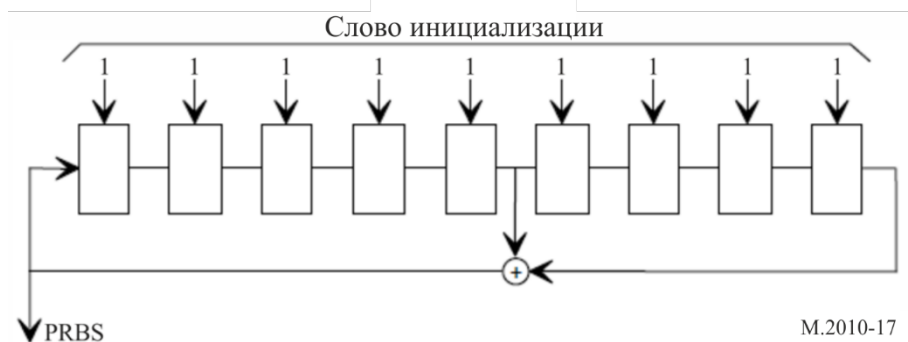 Слово инициализации
1 1 1 1 1 1 1 1 1
+
PRBS
M.2010-17